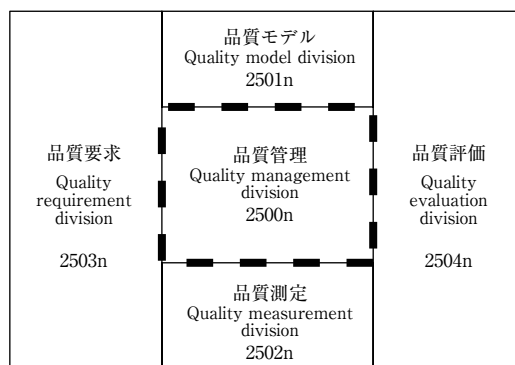 品質モデル
Quality model division
2501n
品質要求
Quality
requirement
division
2503n
品質管理
Quality management
division
2500n
品質評価
Quality
evaluation
division
2504n
品質測定
Quality measurement
division
2502n